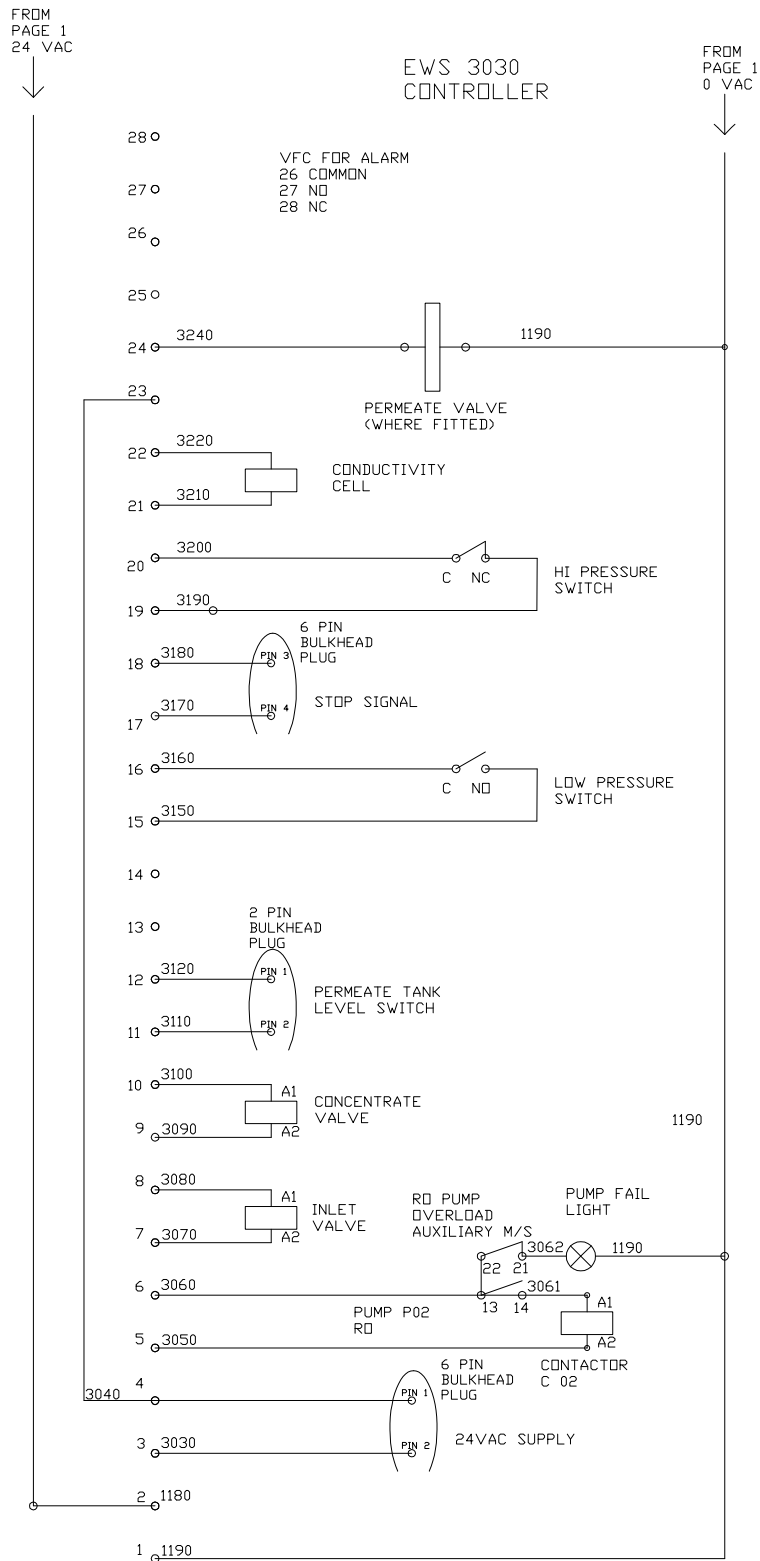 FROM
PAGE 1
24 VAC
EWS 3030
CONTROLLER
FROM
PAGE 1
0 VAC
28
VFC FOR ALARM
26 COMMON
27 NO
28 NC
27
26
25
24
3240
1190
23
PERMEATE VALVE
(WHERE FITTED)
22
3220
CONDUCTIVITY
CELL
21
3210
20
3200
C NC
HI PRESSURE
SWITCH
19
3190
6 PIN
BULKHEAD
PLUG
18
3180
PIN 3
STOP SIGNAL
17
3170
PIN 4
16
3160
C NO
LOW PRESSURE
SWITCH
15
3150
14
13
2 PIN
BULKHEAD
PLUG
12
3120
PIN 1
PERMEATE TANK
LEVEL SWITCH
11
3110
PIN 2
10
3100
A1
CONCENTRATE
VALVE
9
3090
A2
1190
8
3080
A1
INLET
VALVE
7
3070
A2
RO PUMP
OVERLOAD
AUXILIARY M/S
PUMP FAIL
LIGHT
3062
1190
22 21
6
3060
3061
13 14
PUMP P02
RO
A1
A2
5
3050
CONTACTOR
C 02
6 PIN
BULKHEAD
PLUG
4
3040
PIN 1
24VAC SUPPLY
3
3030
PIN 2
2
1180
1
1190